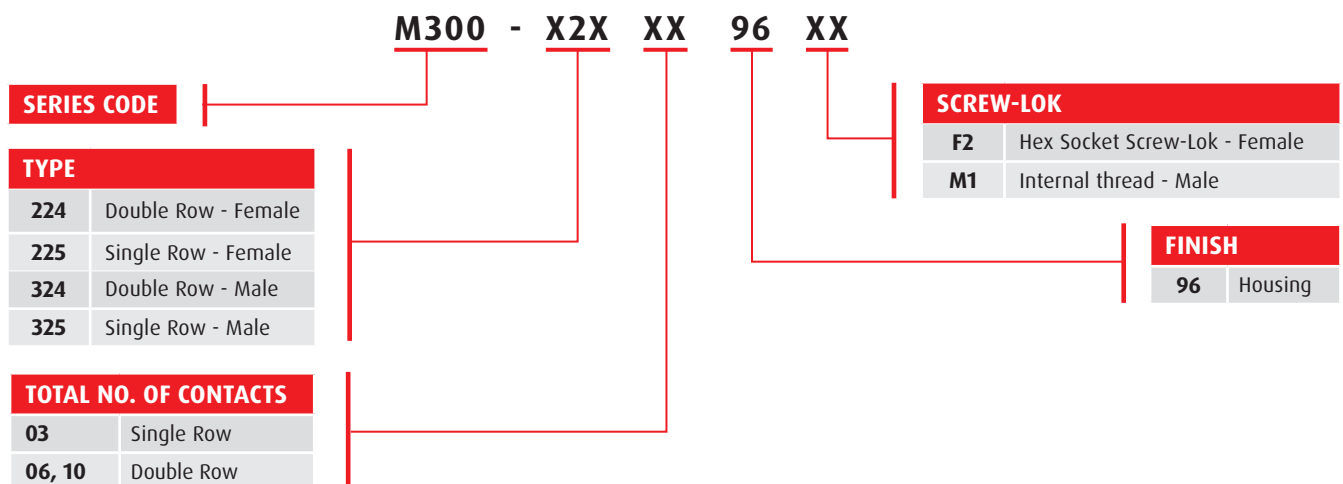 M300 - X2X XX 96 XX
SERIES CODE
TYPE
224 Double Row - Female
225 Single Row - Female
324 Double Row - Male
325 Single Row - Male
TOTAL NO. OF CONTACTS
03 Single Row
06, 10 Double Row
SCREW-LOK
F2 Hex Socket Screw-Lok - Female
M1 Internal thread - Male
FINISH
96 Housing